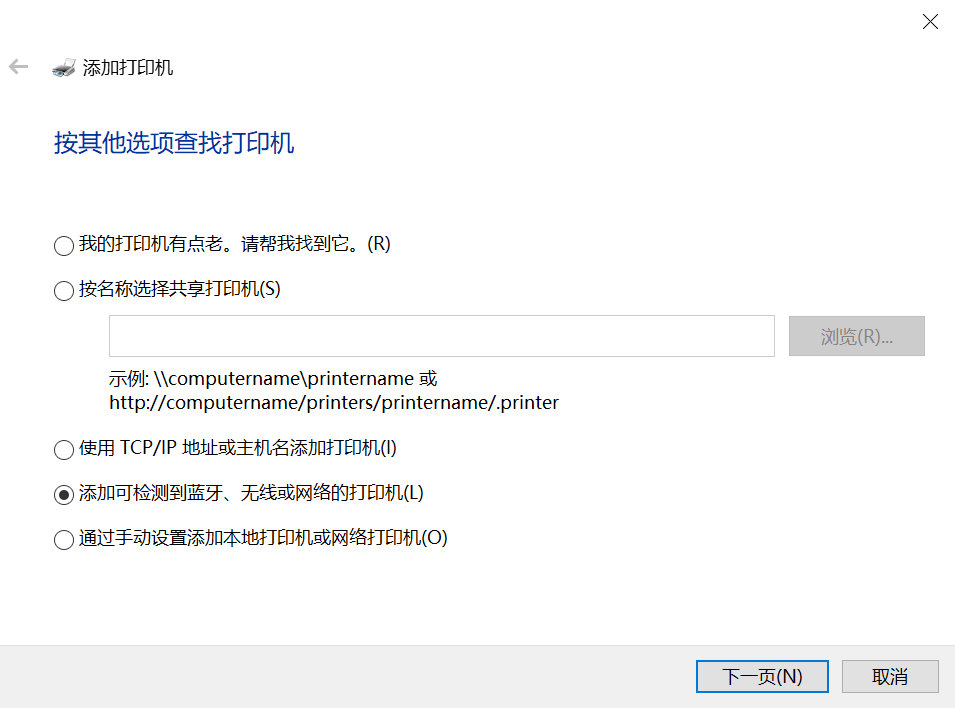 添加打印机
按其他选项查找打印机
我的打印机有点老。请帮我找到它。(R)
按名称选择共享打印机(S)
浏览(R)...
示例: \\computername\printername 或
http://computername/printers/printername/.printer
使用 TCP/IP 地址或主机名添加打印机(I)
添加可检测到蓝牙、无线或网络的打印机(L)
通过手动设置添加本地打印机或网络打印机(O)
下一页(N)
取消